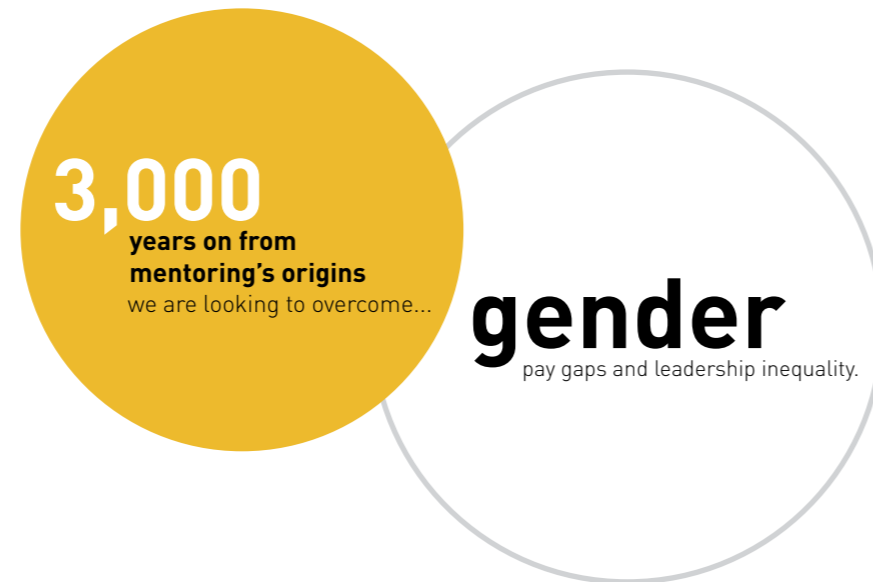 3,000
years on from
mentoring's origins
we are looking to overcome...
gender
pay gaps and leadership inequality.